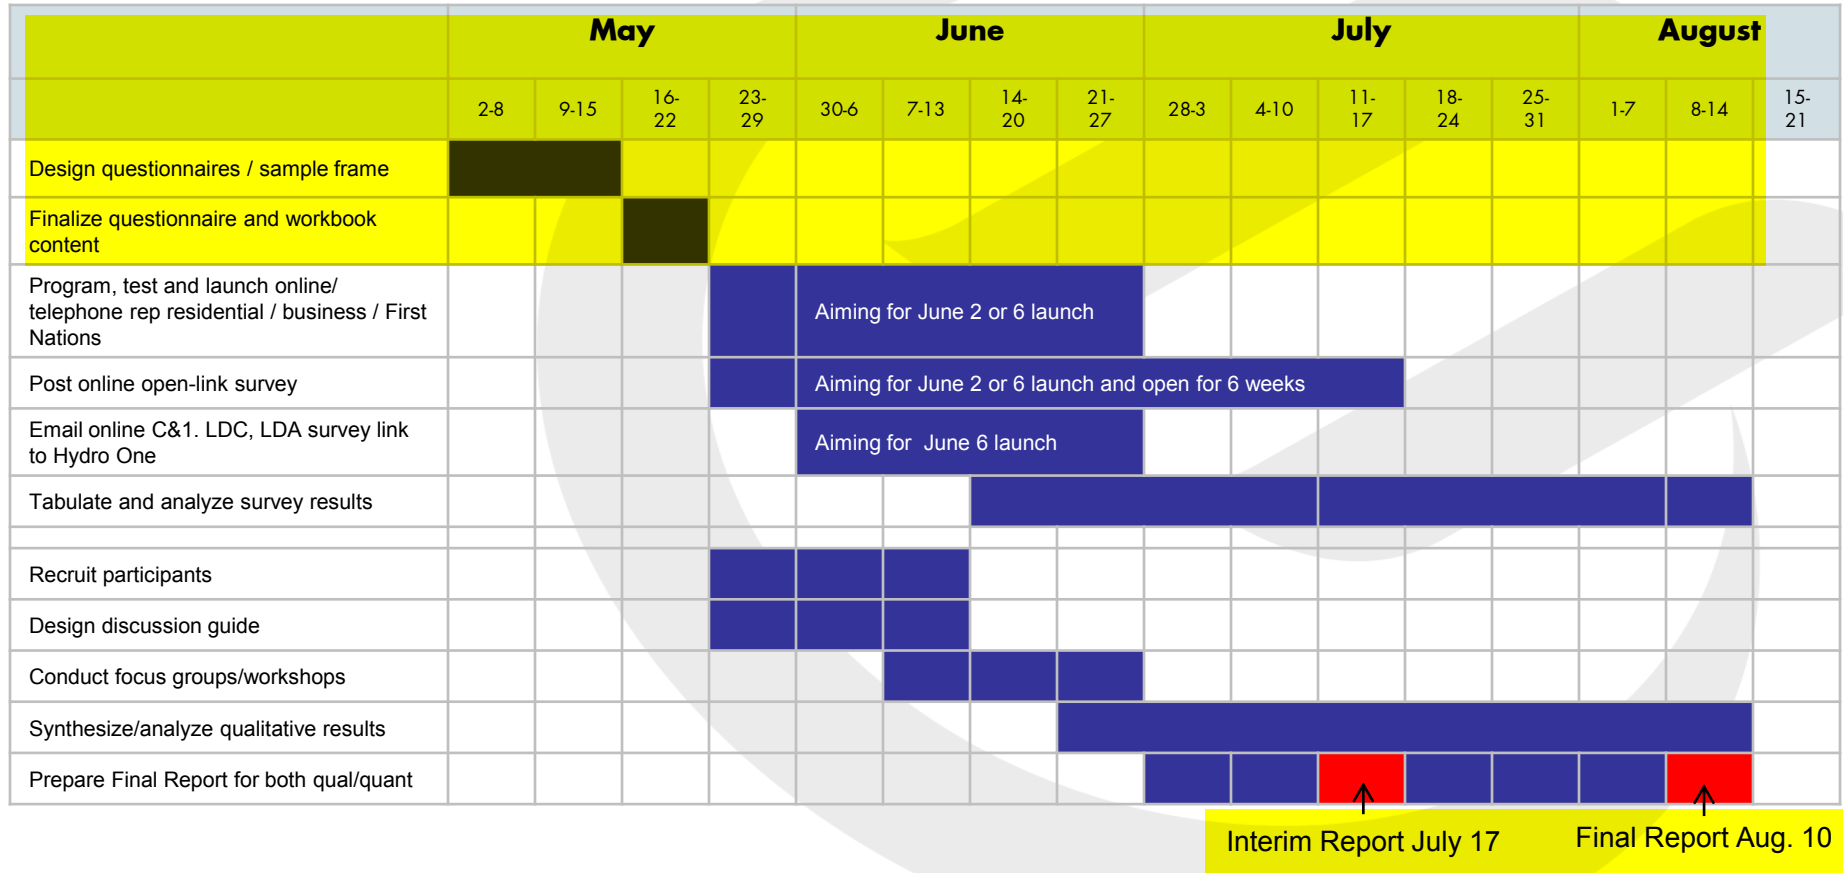 May June July August
2-8 9-15 16- 23- 30-6 7-13 14- 21- 28-3 4-10 11- 18- 25- 1-7 8-14 15-
22 29 20 27 17 24 31 21
Design questionnaires / sample frame
Finalize questionnaire and workbook
content
Program, test and launch online/
telephone rep residential / business / First
Nations
Aiming for June 2 or 6 launch
Post online open-link survey
Aiming for June 2 or 6 launch and open for 6 weeks
Email online C&1. LDC, LDA survey link
to Hydro One
Aiming for  June 6 launch
Tabulate and analyze survey results
Recruit participants
Design discussion guide
Conduct focus groups/workshops
Synthesize/analyze qualitative results
Prepare Final Report for both qual/quant
Interim Report July 17
Final Report Aug. 10